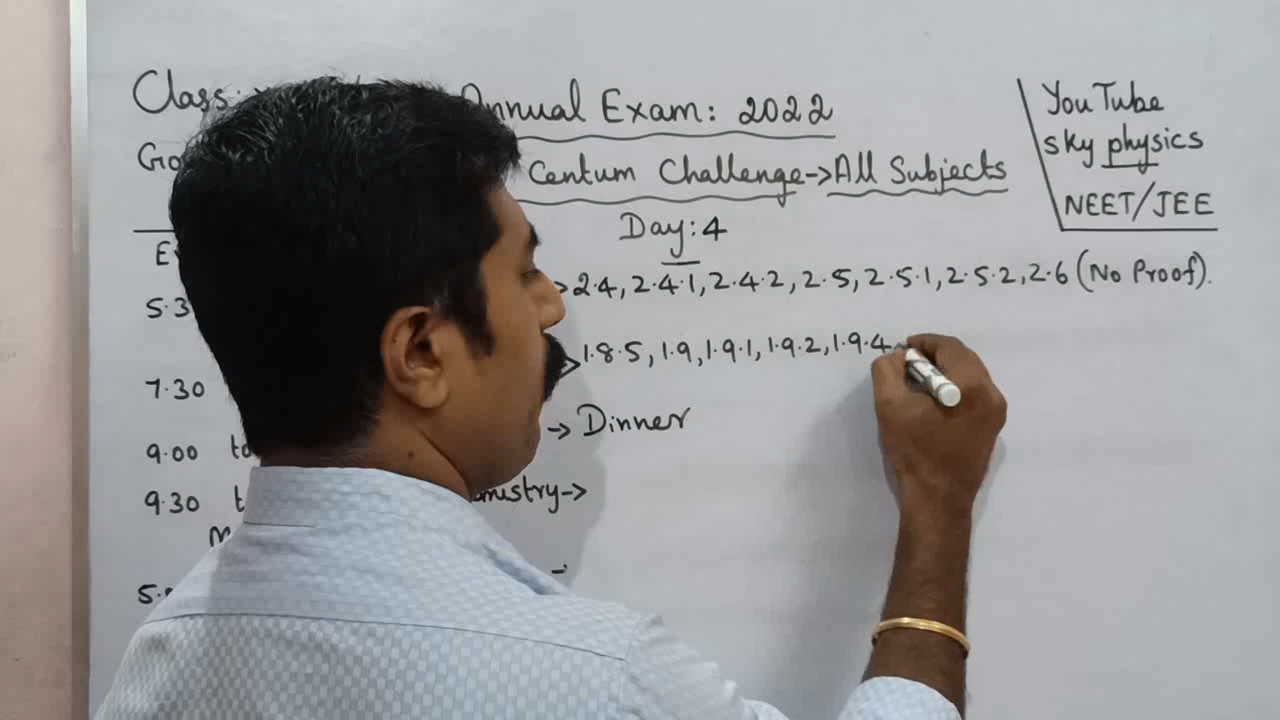 Class: Annual Exam: 2022
Centum Challenge->All Subjects
Day:4
YouTube
sky physics
NEET/JEE
2.4, 2.4.1, 2.4.2, 2.5, 2.5.1, 2.5.2, 2.6 (No Proof).
5.3
1.8.5, 1.9, 1.9.1, 1.9.2, 1.9.4
7.30
9.00 to -> Dinner
9.30 mistry->